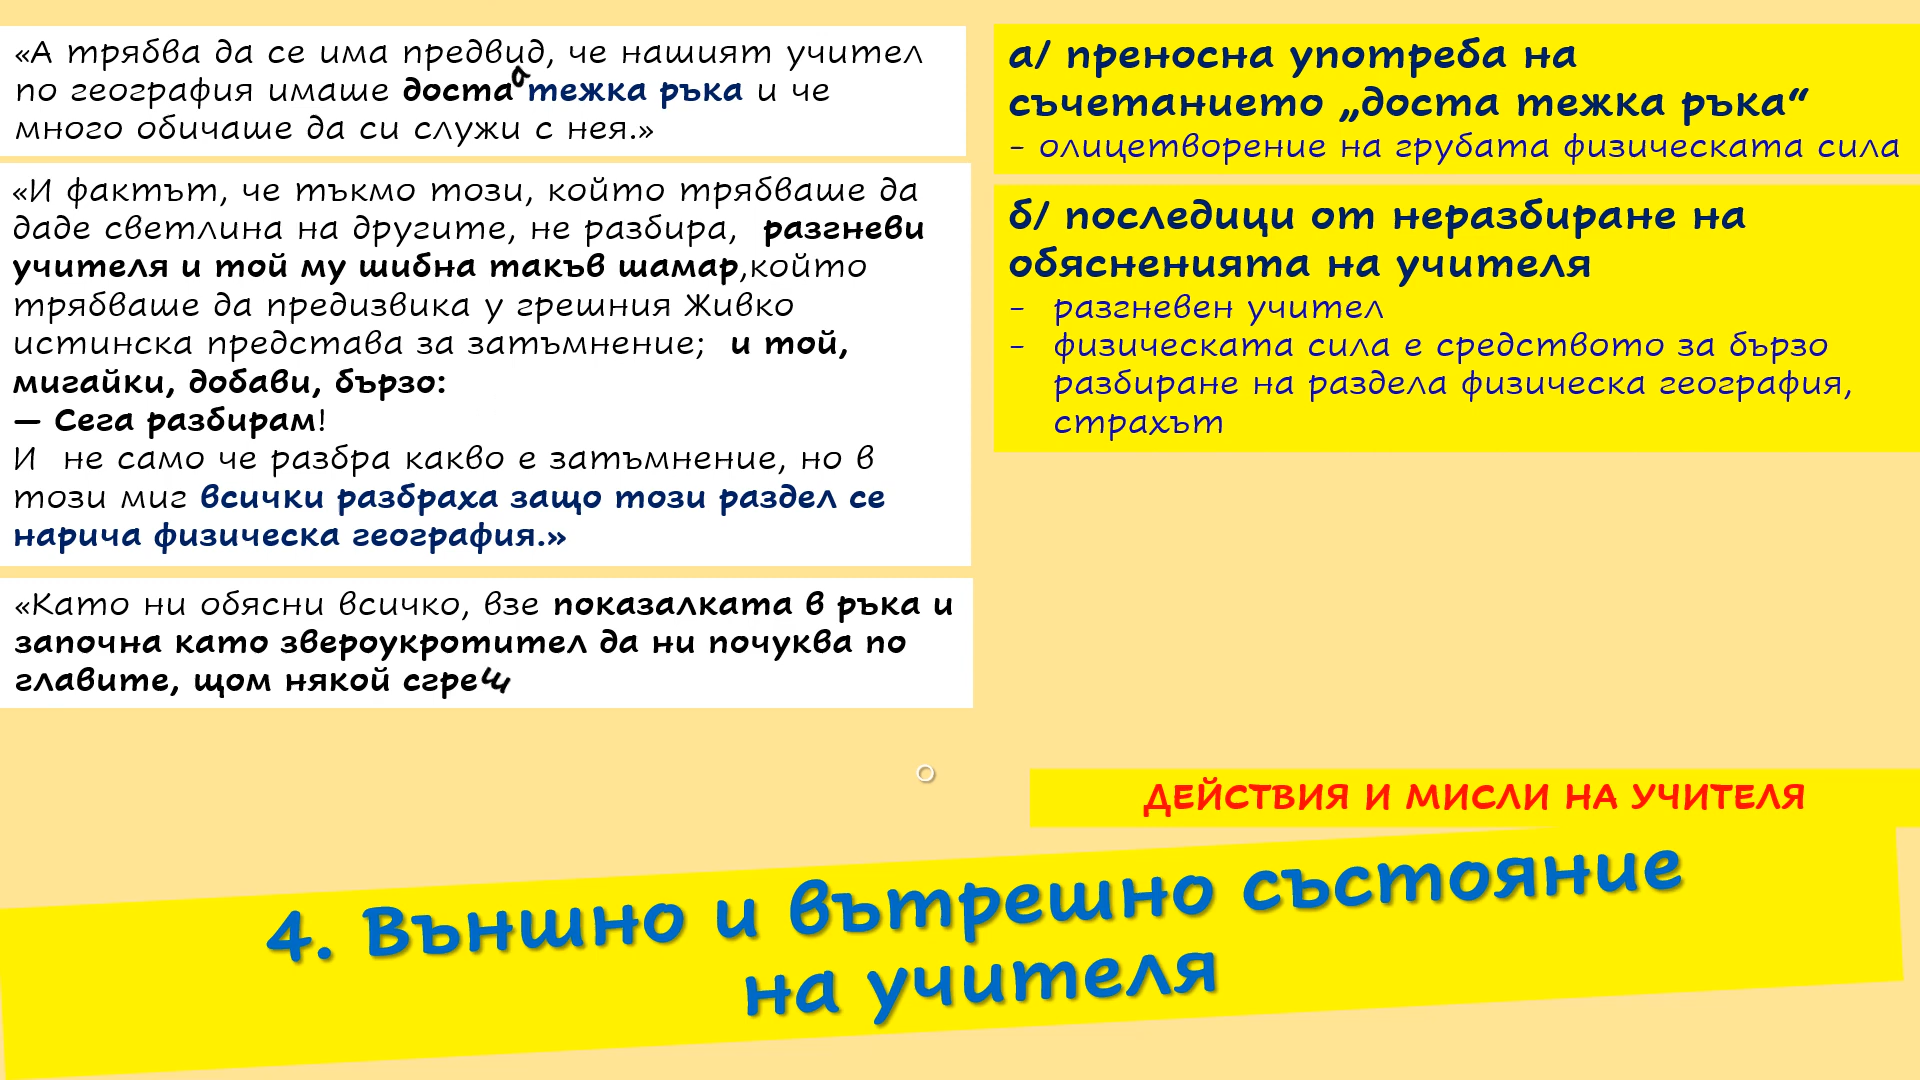 «А трябва да се има предвид, че нашият учител
по география имаше доста тежка ръка и че
много обичаше да си служи с нея.»
«И фактът, че тъкмо този, който трябваше да
даде светлина на другите, не разбира, разгневи
учителя и той му шибна такъв шамар,който
трябваше да предизвика у грешния Живко
истинска представа за затъмнение; и той,
мигайки, добави, бързо:
— Сега разбирам!
И не само че разбра какво е затъмнение, но в
този миг всички разбраха защо този раздел се
нарича физическа география.»
«Като ни обясни всичко, взе показалката в ръка и
започна като звероукротител да ни почуква по
главите, щом някой сгрещ
а/ преносна употреба на
съчетанието „доста тежка ръка“
- олицетворение на грубата физическата сила
б/ последици от неразбиране на
обясненията на учителя
- разгневен учител
- физическата сила е средството за бързо
разбиране на раздела физическа география,
страхът
ДЕЙСТВИЯ И МИСЛИ НА УЧИТЕЛЯ
4. Външно и вътрешно състояние
на учителя